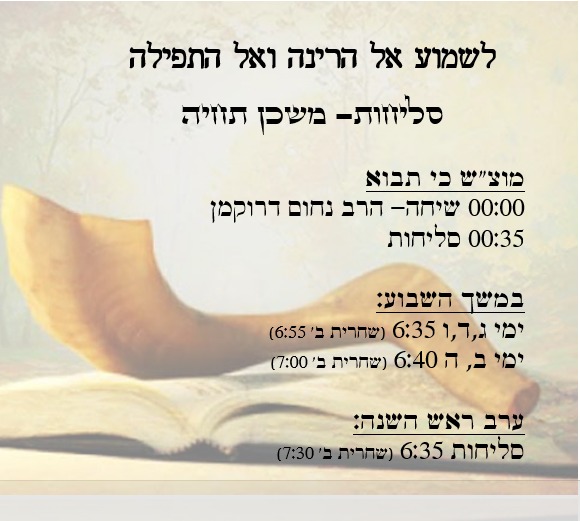 לשמוע אל הרינה ואל התפילה
סליחות– משכן תחיה
מוצ״ש כי תבוא
00:00 שיחה– הרב נחום דרוקמן
00:35 סליחות
במשך השבוע:
ימי ג,ד,ו 6:35 (שחרית ב׳ 6:55)
ימי ב, ה 6:40 (שחרית ב׳ 7:00)
ערב ראש השנה:
סליחות 6:35 (שחרית ב׳ 7:30)